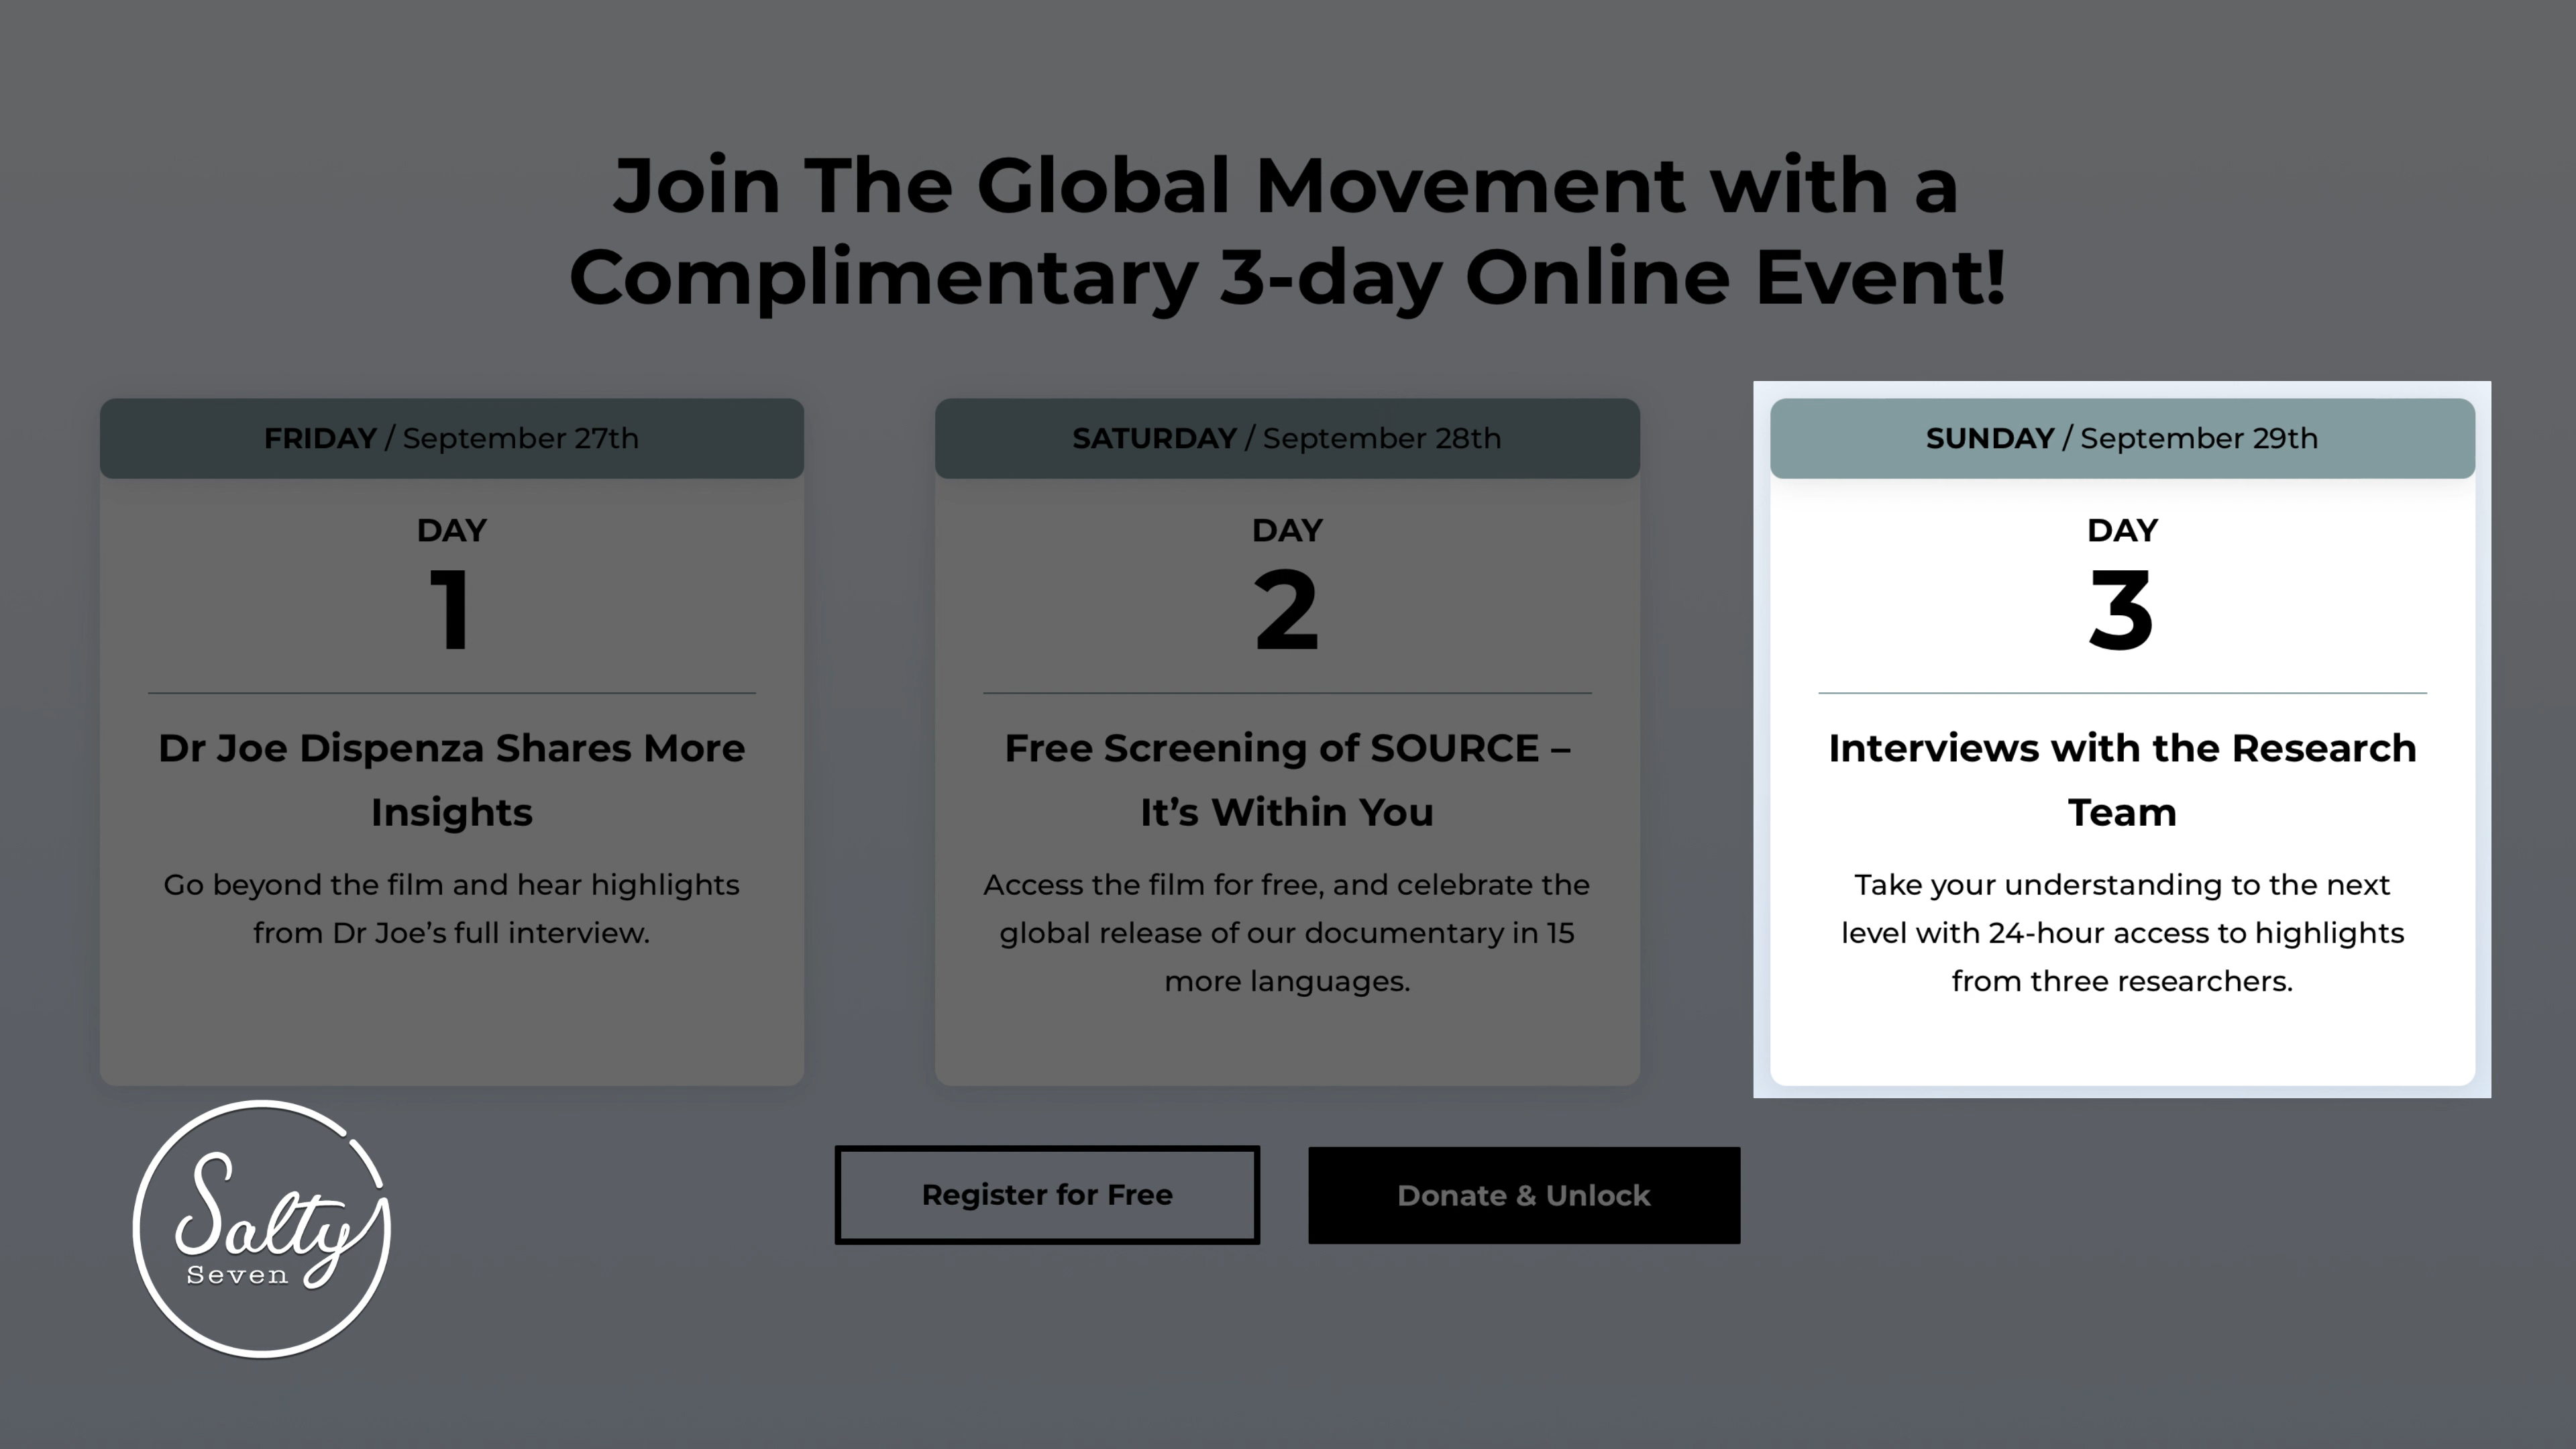 Join The Global Movement with a
Complimentary 3-day Online Event!
FRIDAY / September 27th
DAY
1
Dr Joe Dispenza Shares More
Insights
Go beyond the film and hear highlights
from Dr Joe’s full interview.
SATURDAY / September 28th
DAY
2
Free Screening of SOURCE –
It’s Within You
Access the film for free, and celebrate the
global release of our documentary in 15
more languages.
SUNDAY / September 29th
DAY
3
Interviews with the Research
Team
Take your understanding to the next
level with 24-hour access to highlights
from three researchers.
Register for Free
Donate & Unlock
Salty
Seven